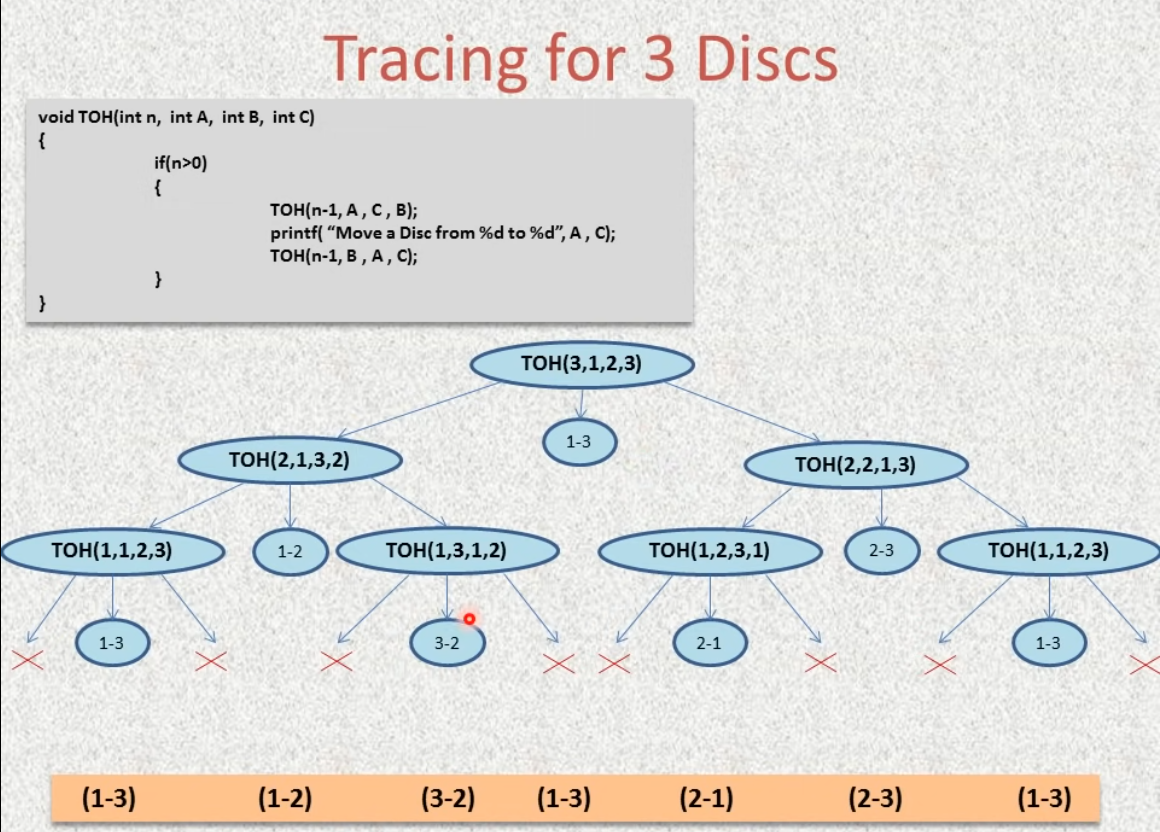 Tracing for 3 Discs
void TOH(int n, int A, int B, int C)
{
if(n>0)
{
TOH(n-1, A , C , B);
printf( “Move a Disc from %d to %d”, A , C);
TOH(n-1, B , A , C);
}
}
TOH(3,1,2,3)
1-3
TOH(2,1,3,2)
TOH(2,2,1,3)
TOH(1,1,2,3)
1-2
TOH(1,3,1,2)
TOH(1,2,3,1)
2-3
TOH(1,1,2,3)
1-3
3-2
2-1
1-3
(1-3) (1-2) (3-2) (1-3) (2-1) (2-3) (1-3)